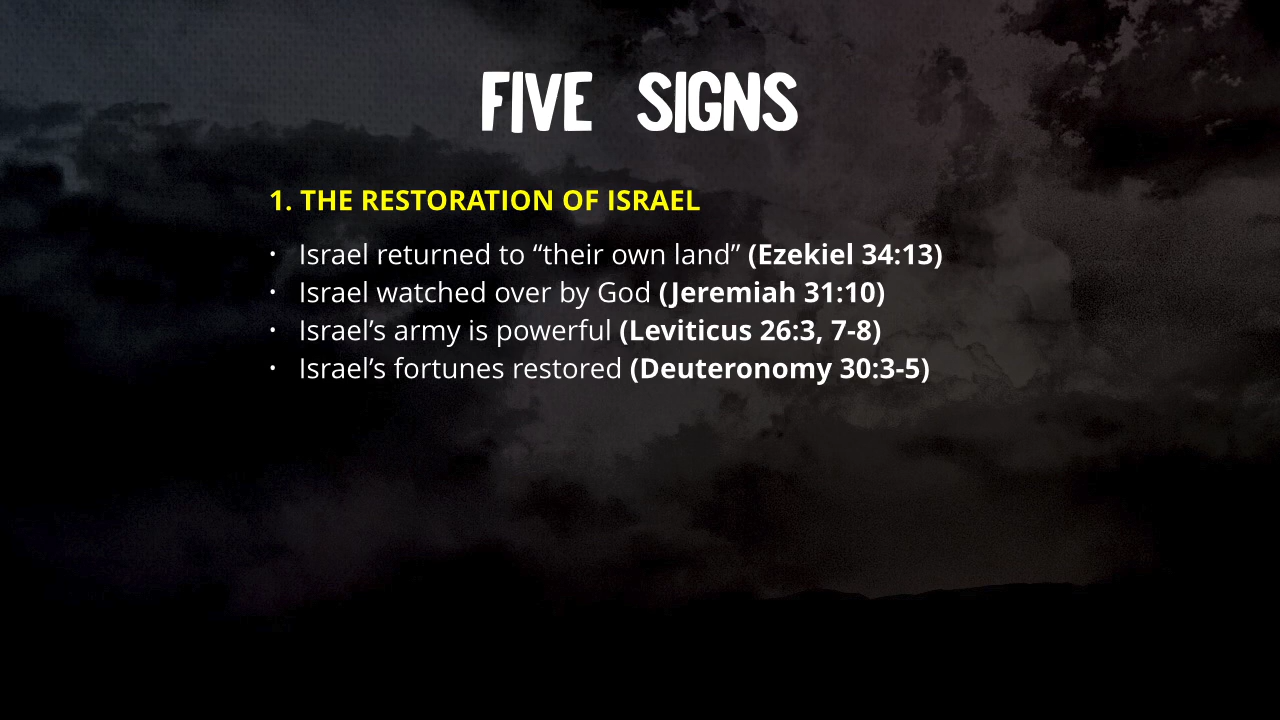 FIVE SIGNS
1. THE RESTORATION OF ISRAEL
• Israel returned to “their own land” (Ezekiel 34:13)
• Israel watched over by God (Jeremiah 31:10)
• Israel’s army is powerful (Leviticus 26:3, 7-8)
• Israel’s fortunes restored (Deuteronomy 30:3-5)